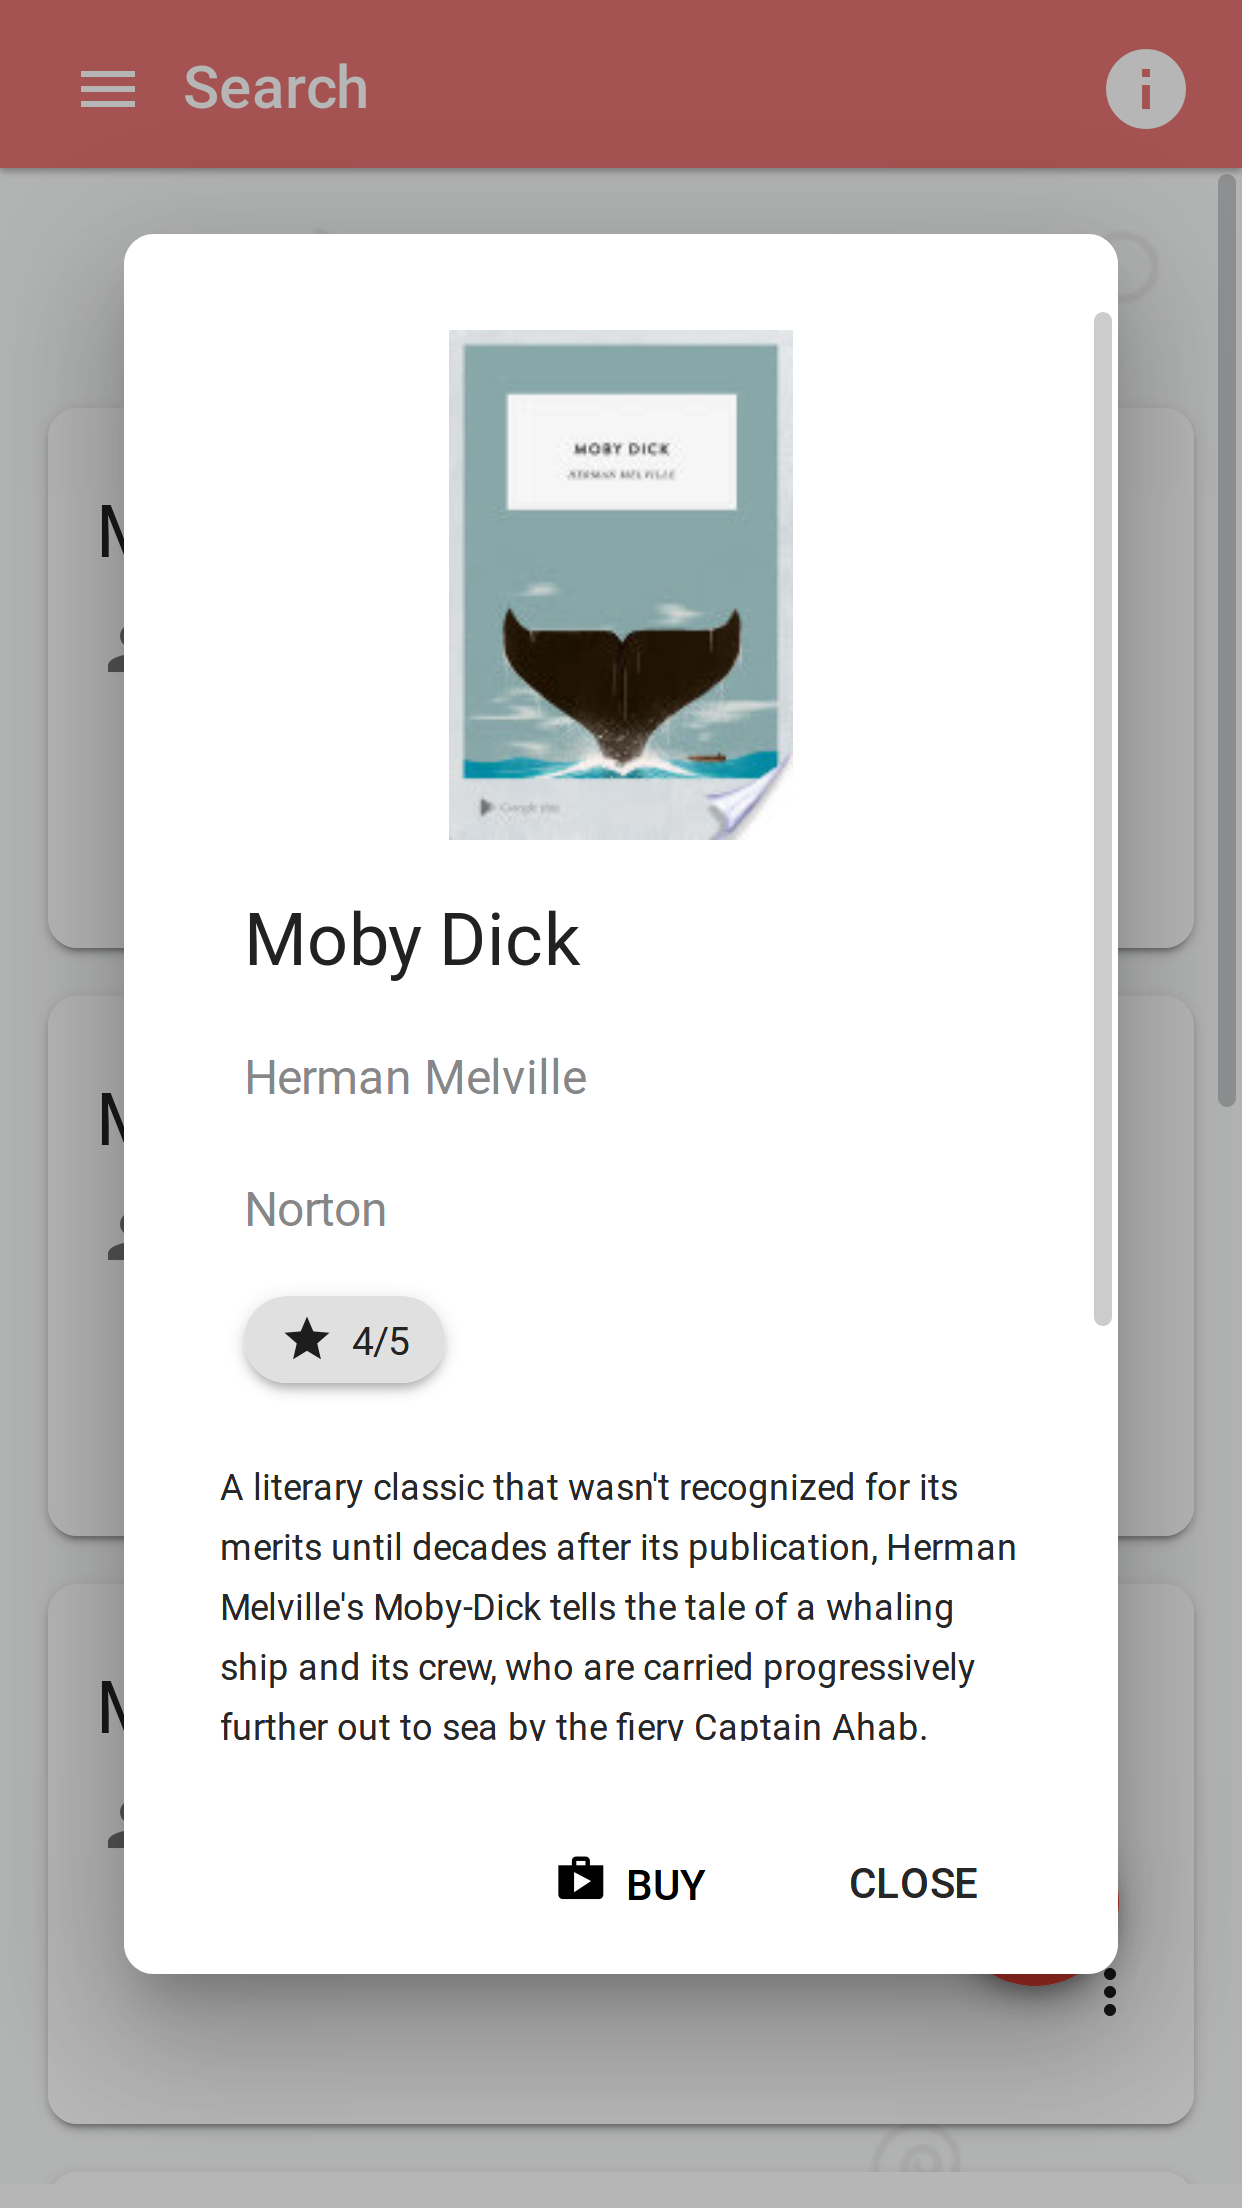 Search
MOBY DICK
HERMAN MELVILLE
Moby Dick
Herman Melville
Norton
4/5
A literary classic that wasn't recognized for its
merits until decades after its publication, Herman
Melville's Moby-Dick tells the tale of a whaling
ship and its crew, who are carried progressively
further out to sea by the fiery Captain Ahab.
BUY
CLOSE